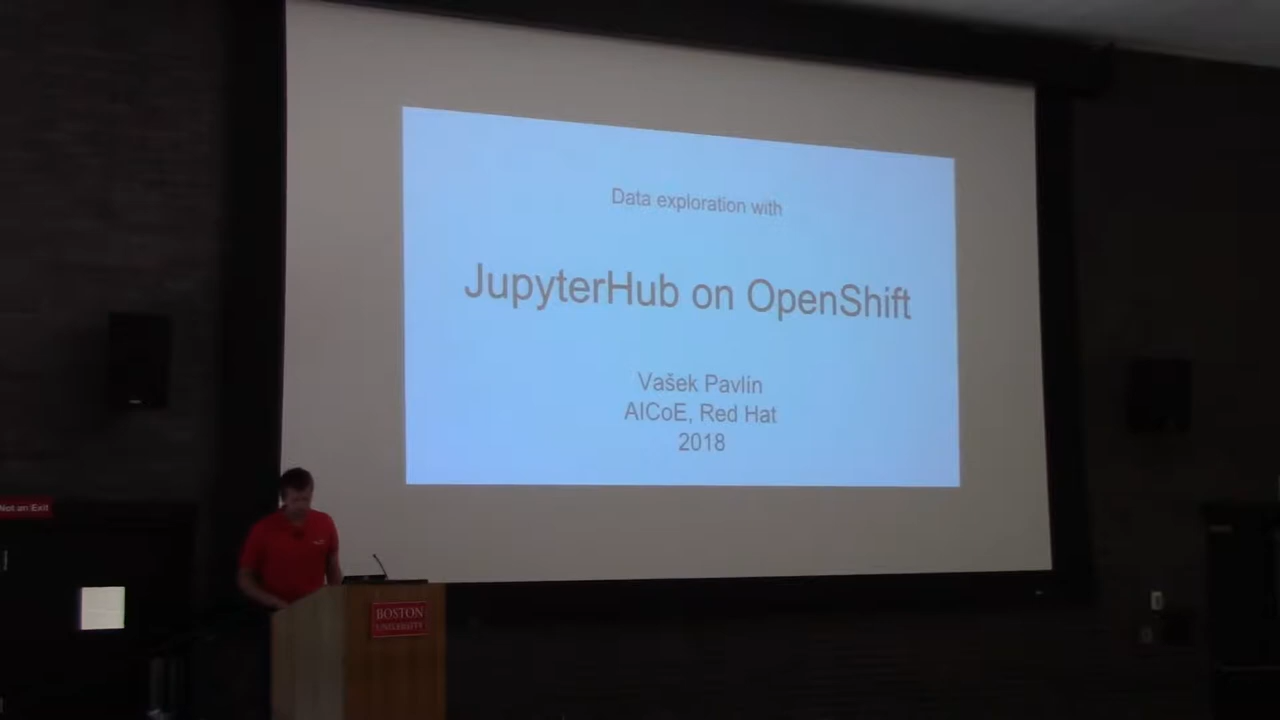 Data exploration with
JupyterHub on OpenShift
Vašek Pavlín
AICoE, Red Hat
2018
Not an Exit
BOSTON
UNIVERSITY